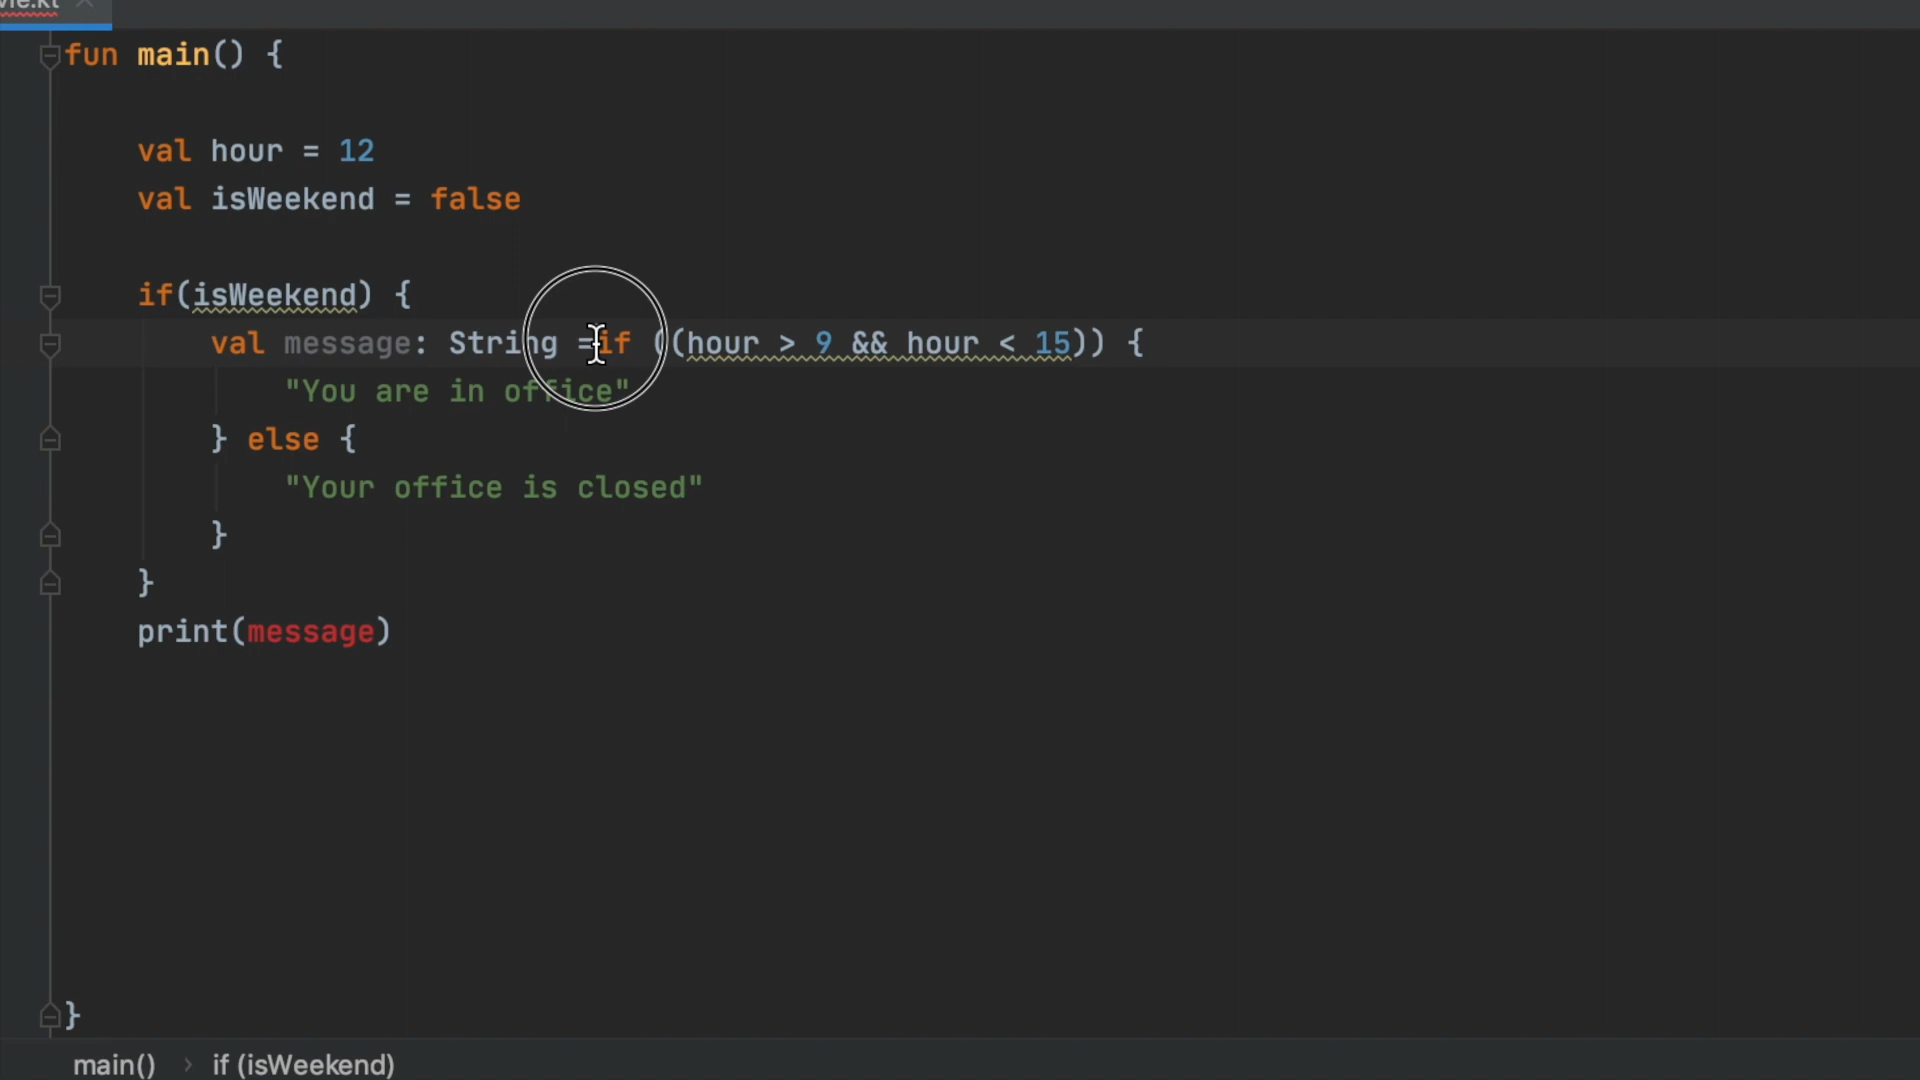 fun main() {
val hour = 12
val isWeekend = false
if(isWeekend) {
val message: String =if ((hour > 9 && hour < 15)) {
"You are in office"
} else {
"Your office is closed"
}
}
print(message)
}
main() › if (isWeekend)